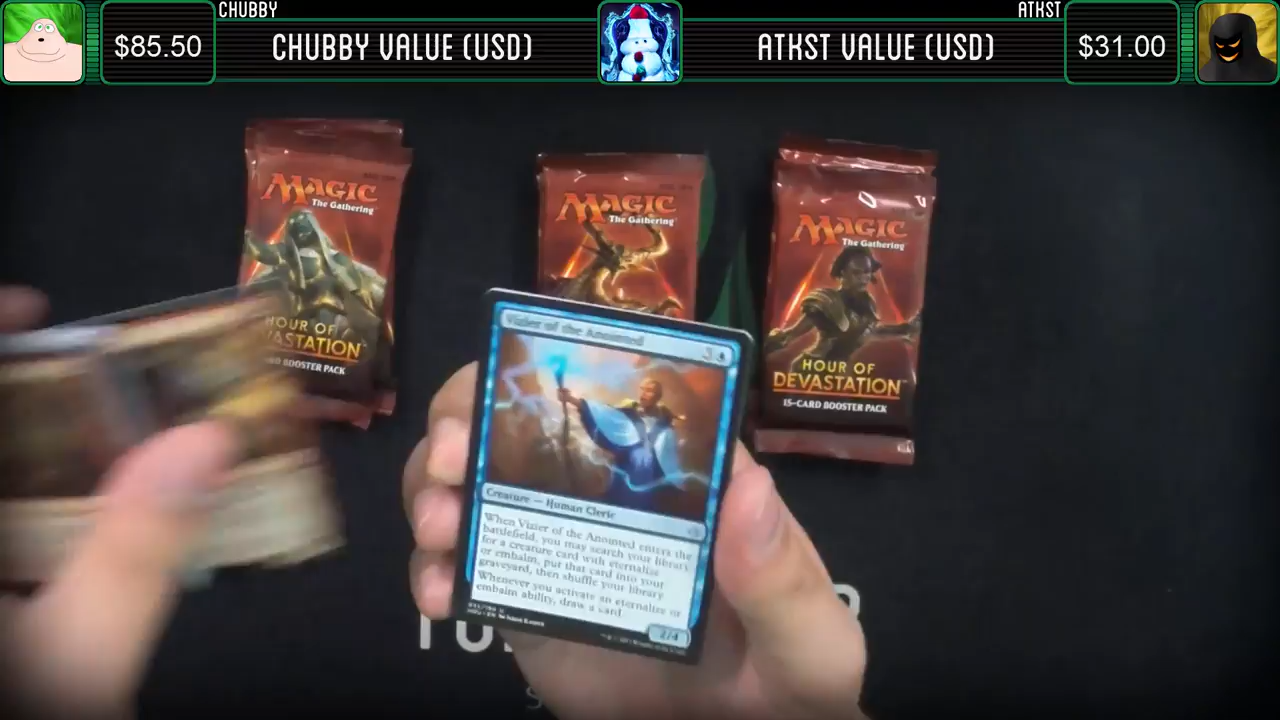 CHUBBY
ATKST
$85.50
CHUBBY VALUE (USD)
ATKST VALUE (USD)
$31.00
MAGIC
The Gathering
HOUR OF
DEVASTATION
BOOSTER PACK
MAGIC
The Gathering
MAGIC
The Gathering
HOUR OF
DEVASTATION
15-CARD BOOSTER PACK
Vizier of the Anointed
3
Creature — Human Cleric
When Vizier of the Anointed enters the
battlefield, you may search your library
for a creature card with eternalize
or embalm, put that card into your
graveyard, then shuffle your library.
Whenever you activate an eternalize or
embalm ability, draw a card.
2/4